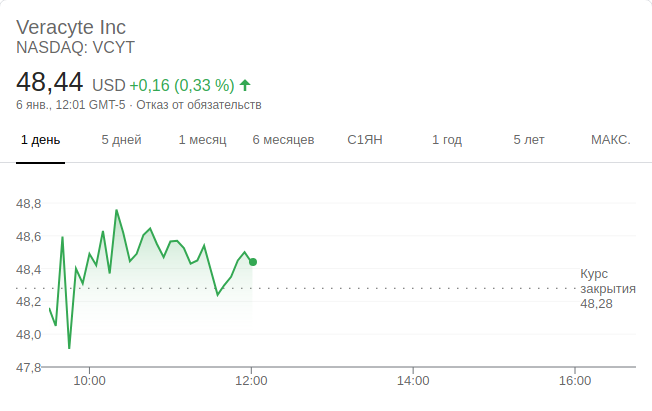 Veracyte Inc
NASDAQ: VCYT
48,44 USD +0,16 (0,33 %)
6 янв., 12:01 GMT-5 · Отказ от обязательств
1 день 5 дней 1 месяц 6 месяцев С1ЯН 1 год 5 лет МАКС.
48,8
48,6
48,4
48,2
48,0
47,8
Курс
закрытия
48,28
10:00 12:00 14:00 16:00